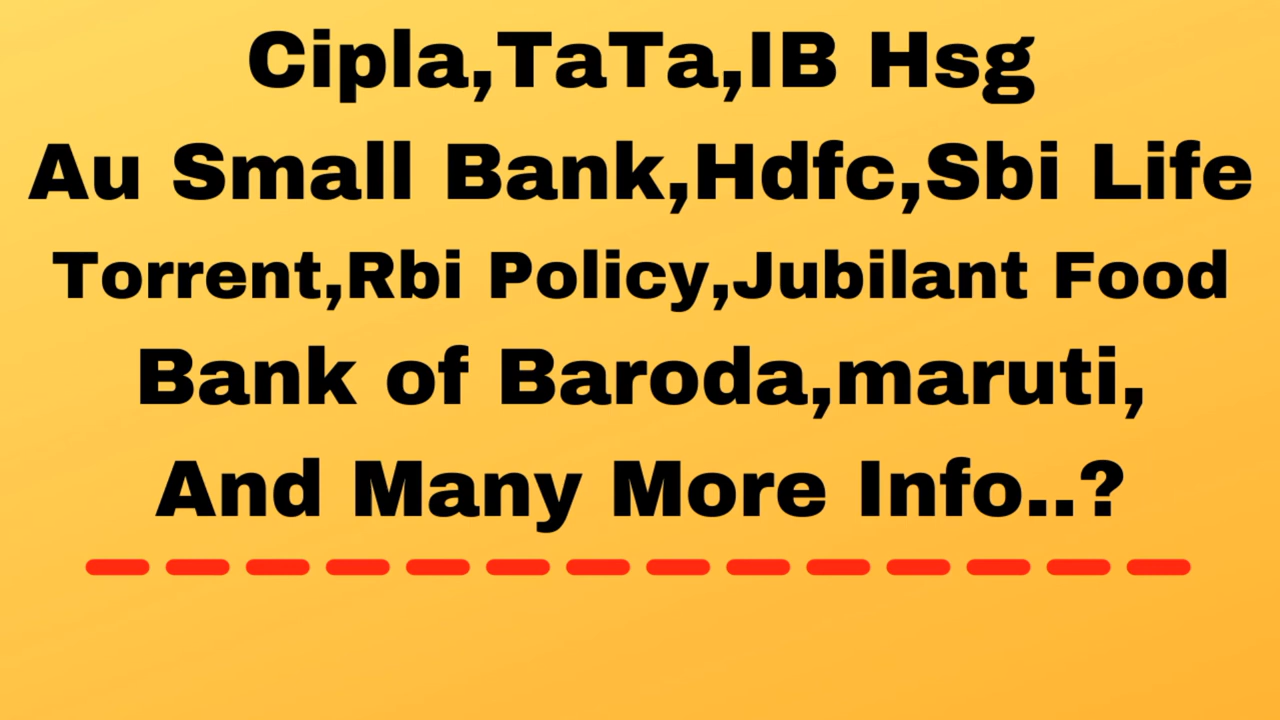 Cipla,TaTa,IB Hsg
Au Small Bank,Hdfc,Sbi Life
Torrent,Rbi Policy,Jubilant Food
Bank of Baroda,maruti,
And Many More Info..?